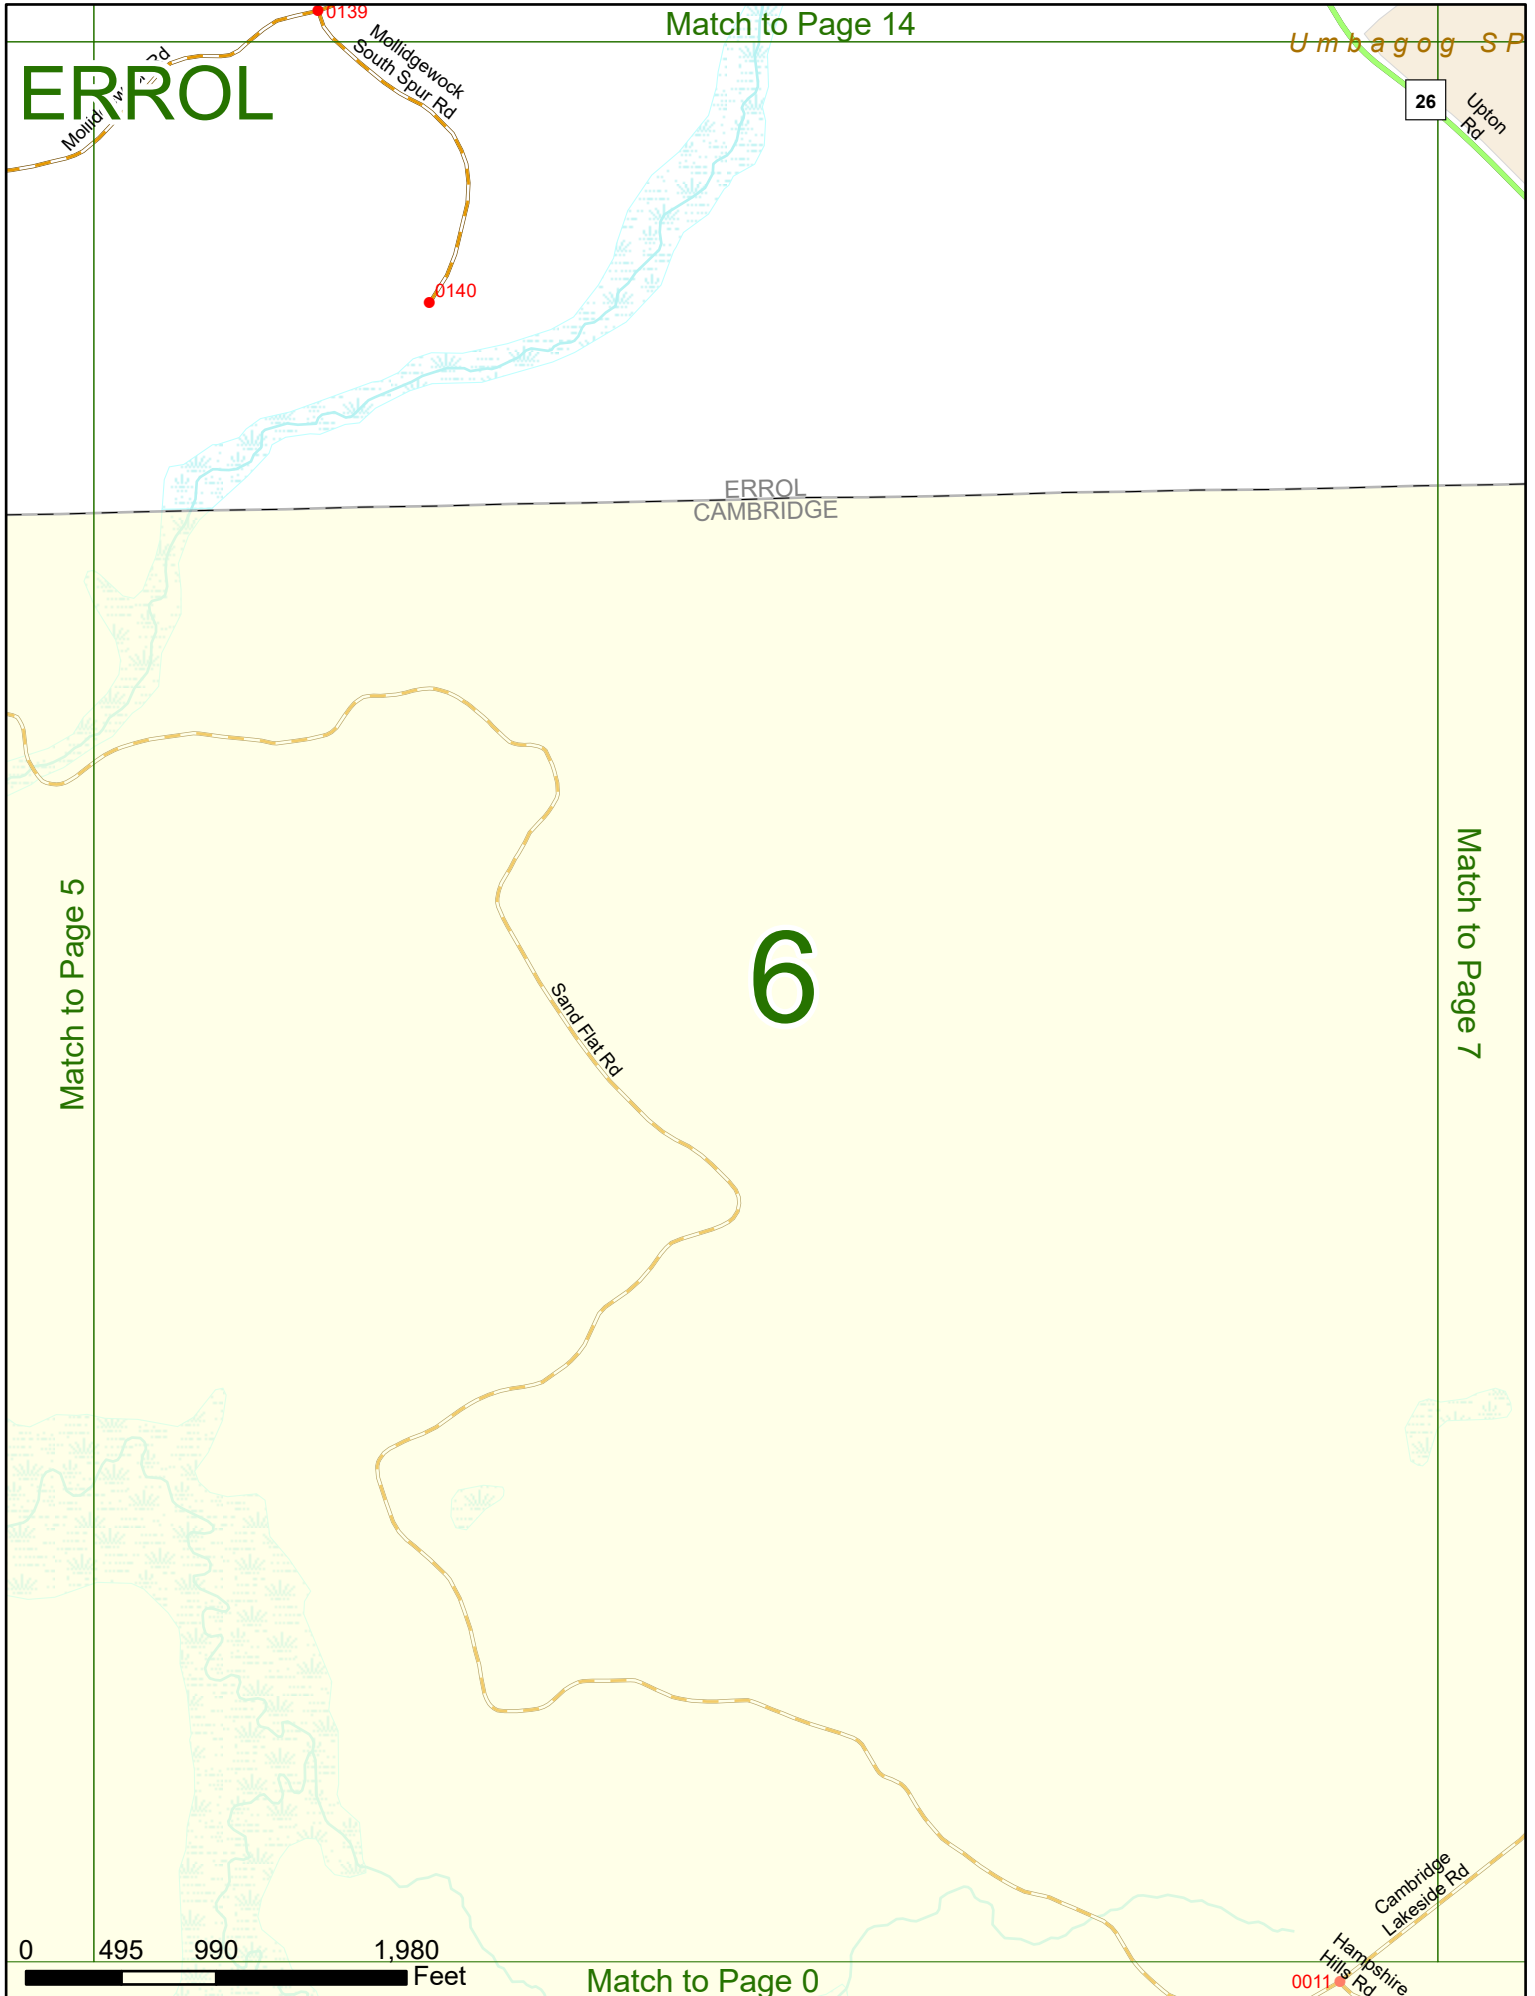 Match to Page 14
0139
Mollidgewock
South Spur Rd
Umbagog SP
ERROL
Rd
26
Upton
Rd
0140
ERROL
CAMBRIDGE
Match to Page 5
6
Match to Page 7
Sand Flat Rd
Cambridge
Lakeside Rd
Hampshire
Hills Rd
0011
0 495 990 1,980
Feet
Match to Page 0